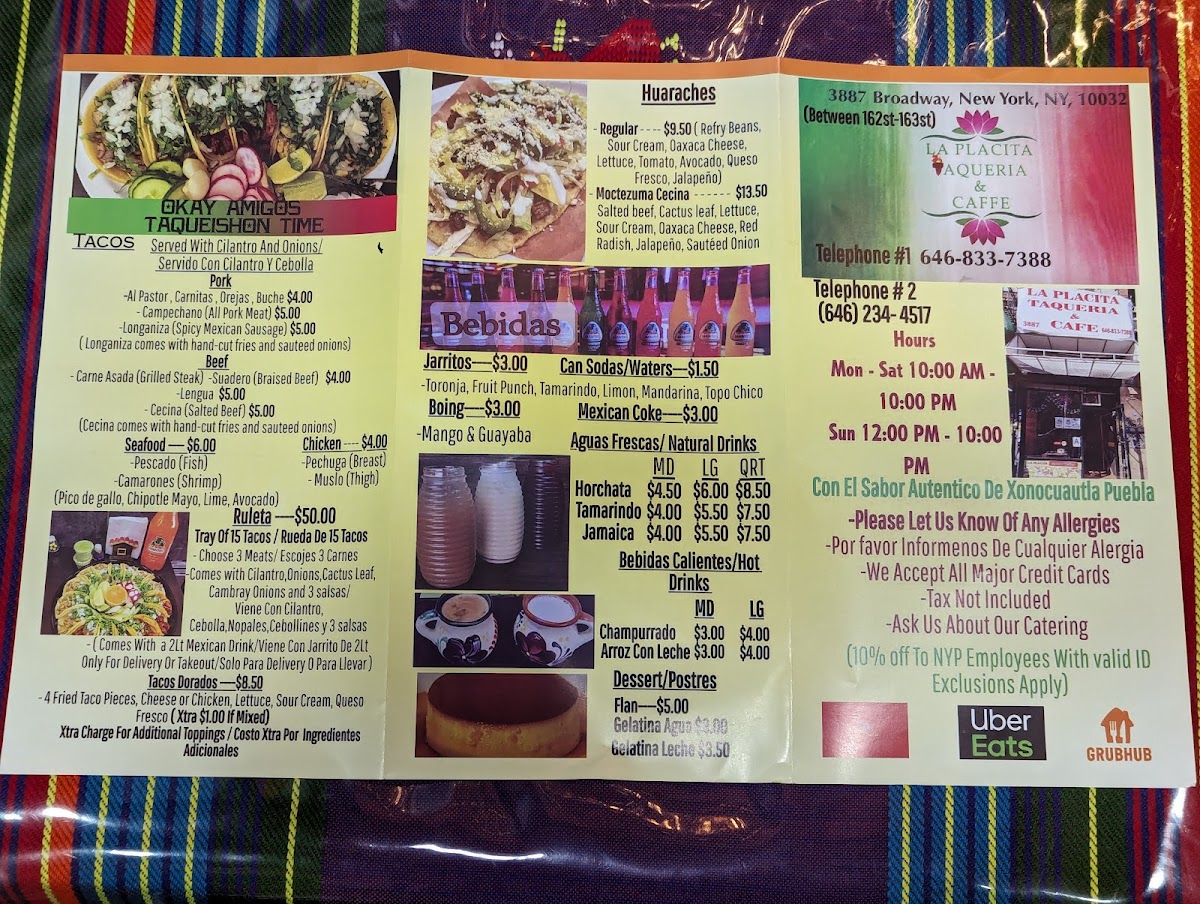 OKAY AMIGOS
TAQUEISHON TIME
TACOS
Served With Cilantro And Onions/
Servido Con Cilantro Y Cebolla
Pork
-Al Pastor , Carnitas , Orejas , Buche $4.00
- Campechano (All Pork Meat) $5.00
-Longaniza (Spicy Mexican Sausage) $5.00
( Longaniza comes with hand-cut fries and sauteed onions)
Beef
- Carne Asada (Grilled Steak) -Suadero (Braised Beef) $4.00
-Lengua $5.00
- Cecina (Salted Beef) $5.00
(Cecina comes with hand-cut fries and sauteed onions)
Seafood — $6.00
-Pescado (Fish)
-Camarones (Shrimp)
(Pico de gallo, Chipotle Mayo, Lime, Avocado)
Chicken ---- $4.00
-Pechuga (Breast)
- Muslo (Thigh)
Ruleta —$50.00
Tray Of 15 Tacos / Rueda De 15 Tacos
- Choose 3 Meats/ Escojes 3 Carnes
-Comes with Cilantro,Onions,Cactus Leaf,
Cambray Onions and 3 salsas/
Viene Con Cilantro,
Cebolla,Nopales,Cebollines y 3 salsas
- ( Comes With a 2Lt Mexican Drink/Viene Con Jarrito De 2Lt
Only For Delivery Or Takeout/Solo Para Delivery O Para Llevar )
Tacos Dorados —$8.50
- 4 Fried Taco Pieces, Cheese or Chicken, Lettuce, Sour Cream, Queso
Fresco ( Xtra $1.00 If Mixed)
Xtra Charge For Additional Toppings / Costo Xtra Por Ingredientes
Adicionales
Huaraches
- Regular ---- $9.50 ( Refry Beans,
Sour Cream, Oaxaca Cheese,
Lettuce, Tomato, Avocado, Queso
Fresco, Jalapeño)
- Moctezuma Cecina ------- $13.50
Salted beef, Cactus leaf, Lettuce,
Sour Cream, Oaxaca Cheese, Red
Radish, Jalapeño, Sautéed Onion
Bebidas
Jarritos—$3.00 Can Sodas/Waters—$1.50
-Toronja, Fruit Punch, Tamarindo, Limon, Mandarina, Topo Chico
Boing—-$3.00 Mexican Coke—$3.00
-Mango & Guayaba
Aguas Frescas/ Natural Drinks
MD LG QRT
Horchata $4.50 $6.00 $8.50
Tamarindo $4.00 $5.50 $7.50
Jamaica $4.00 $5.50 $7.50
Bebidas Calientes/Hot
Drinks
MD LG
Champurrado $3.00 $4.00
Arroz Con Leche $3.00 $4.00
Dessert/Postres
Flan—$5.00
Gelatina Agua $3.00
Gelatina Leche $3.50
3887 Broadway, New York, NY, 10032
(Between 162st-163st)
LA PLACITA
TAQUERIA
&
CAFFE
Telephone #1 646-833-7388
Telephone # 2
(646) 234- 4517
Hours
Mon - Sat 10:00 AM -
10:00 PM
Sun 12:00 PM - 10:00
PM
LA PLACITA
TAQUERIA
&
3887 CAFE 646-833-7388
Con El Sabor Autentico De Xonocuautla Puebla
-Please Let Us Know Of Any Allergies
-Por favor Informenos De Cualquier Alergia
-We Accept All Major Credit Cards
-Tax Not Included
-Ask Us About Our Catering
(10% off To NYP Employees With valid ID
Exclusions Apply)
Uber
Eats
GRUBHUB